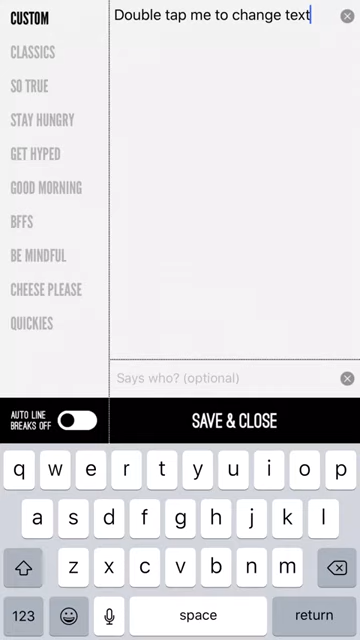 CUSTOM
Double tap me to change text
CLASSICS
SO TRUE
STAY HUNGRY
GET HYPED
GOOD MORNING
BFFS
BE MINDFUL
CHEESE PLEASE
QUICKIES
Says who? (optional)
AUTO LINE
BREAKS OFF
SAVE & CLOSE
q w e r t y u i o p
a s d f g h j k l
z x c v b n m
123 space return